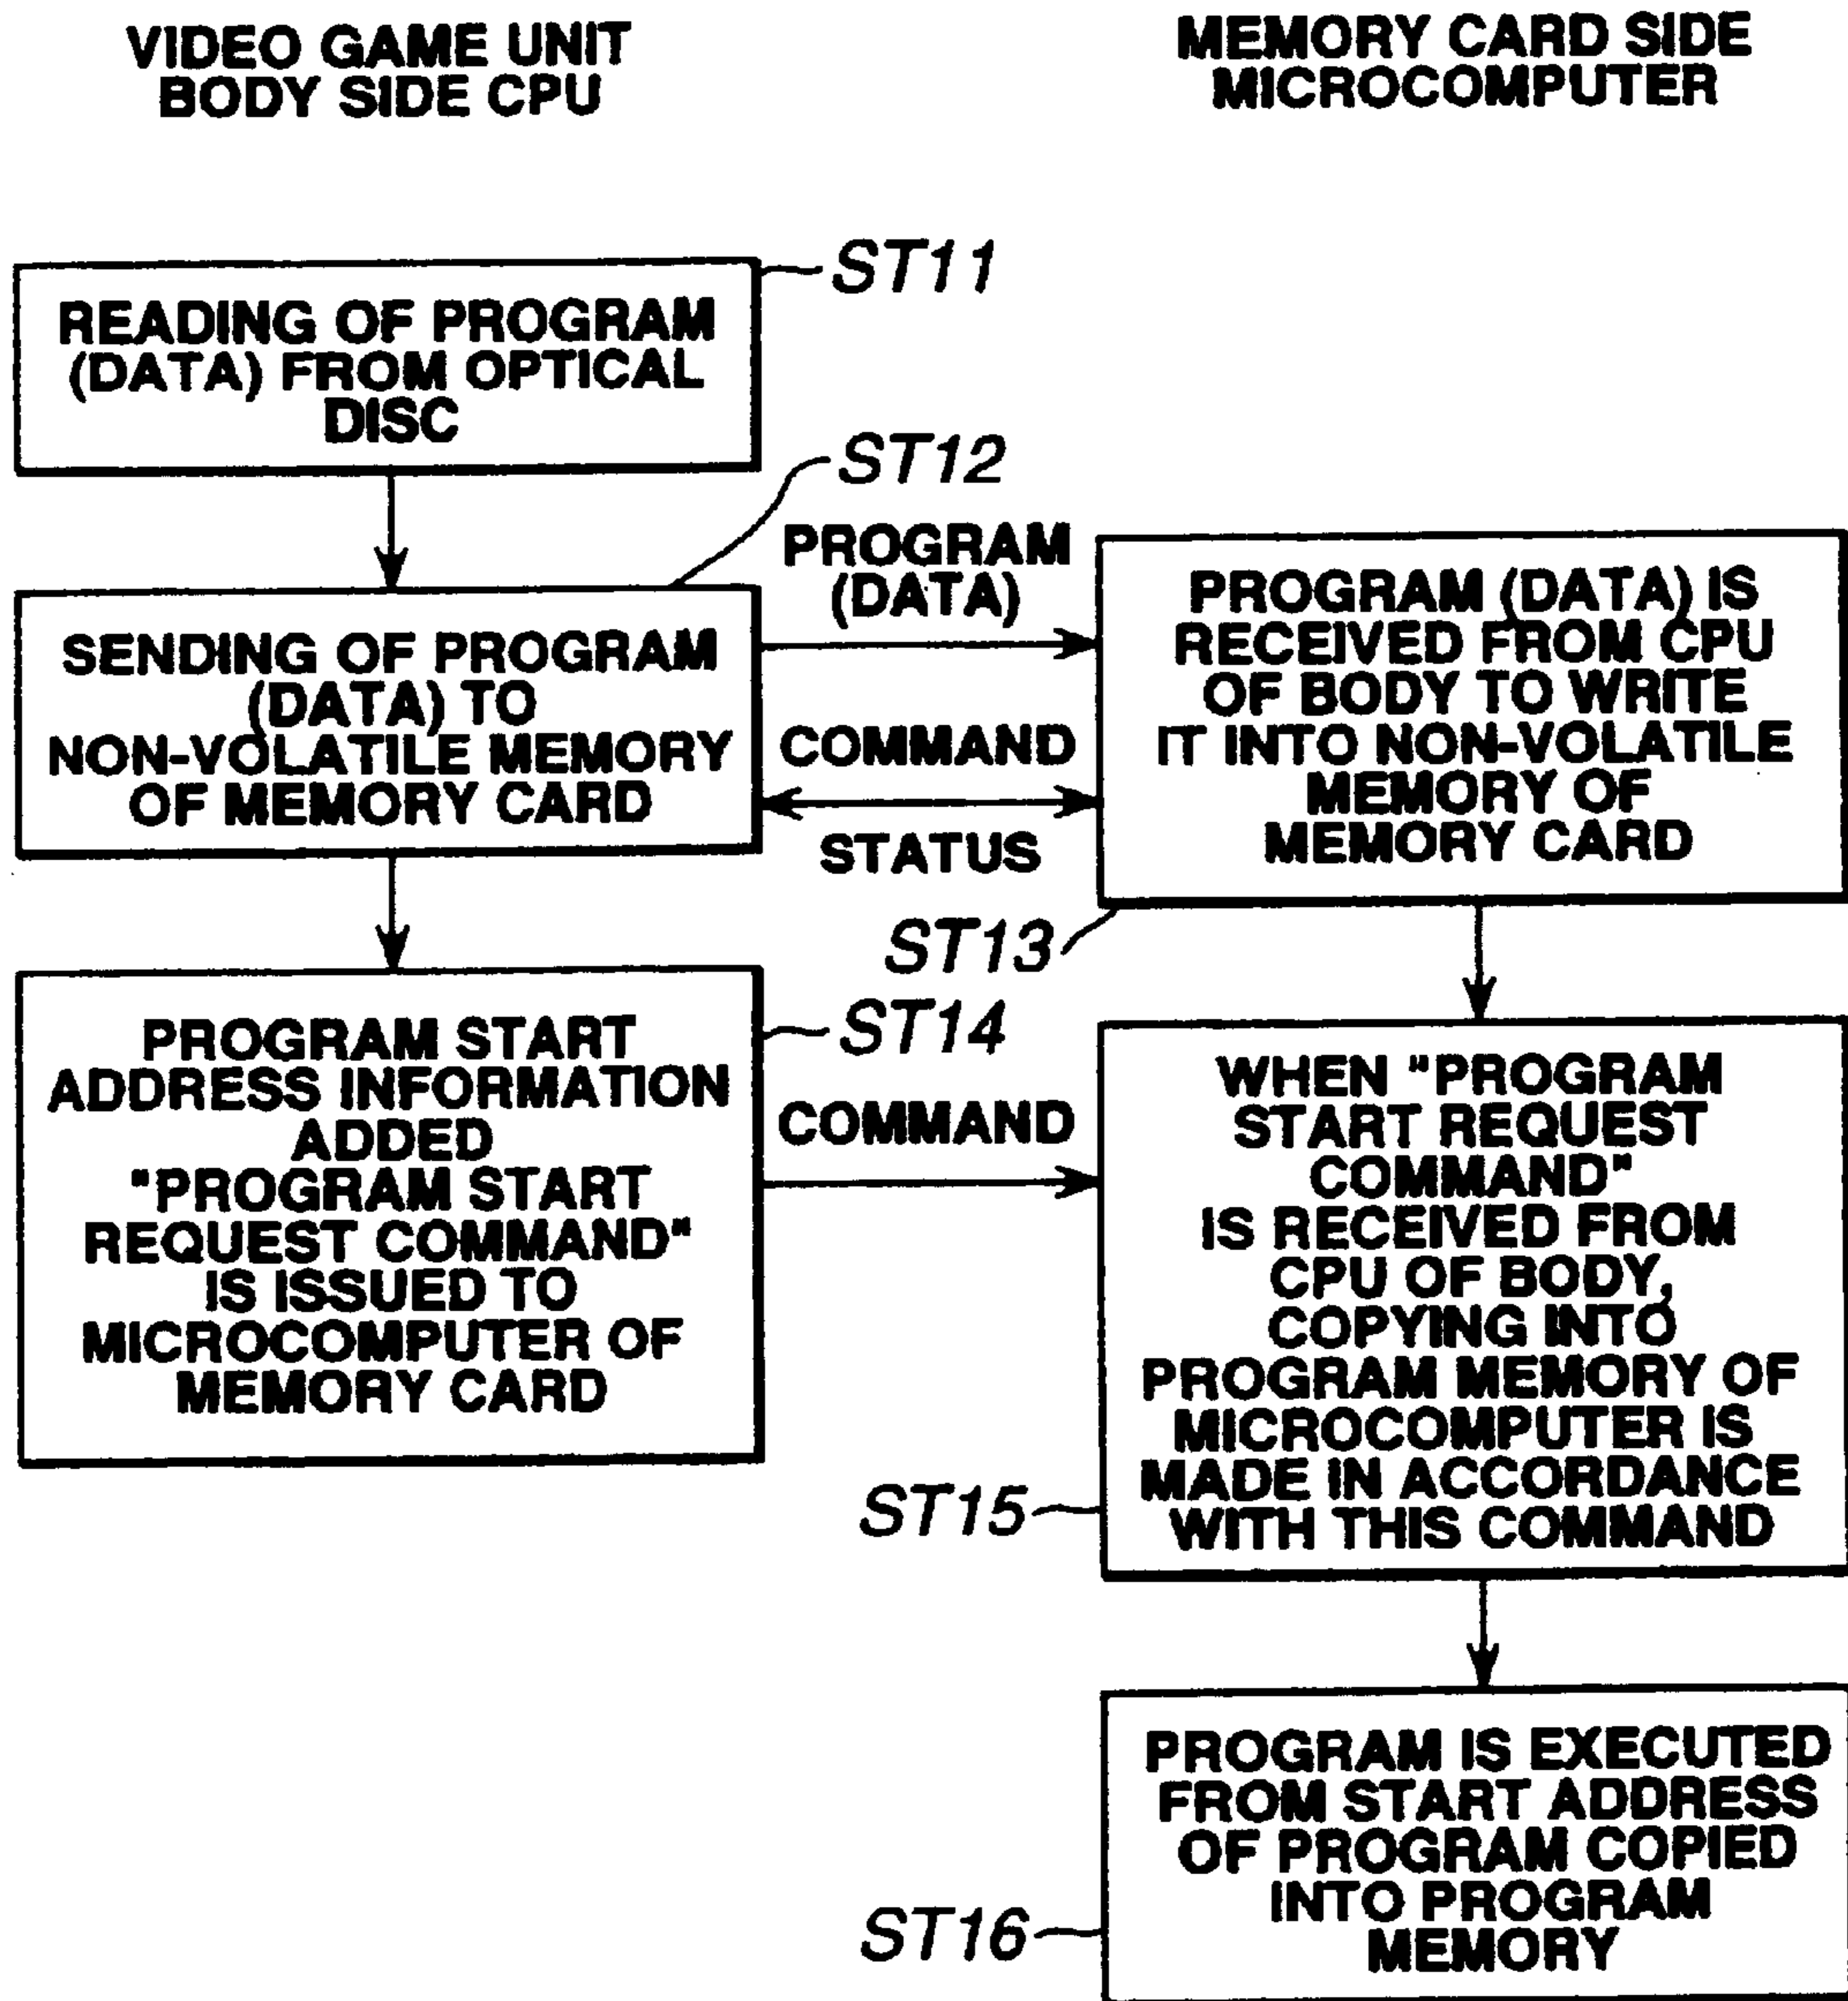 VIDEO GAME UNIT
BODY SIDE CPU
MEMORY CARD SIDE
MICROCOMPUTER
ST11
READING OF PROGRAM
(DATA) FROM OPTICAL
DISC
ST12
SENDING OF PROGRAM
(DATA) TO
NON-VOLATILE MEMORY
OF MEMORY CARD
PROGRAM
(DATA)
COMMAND
STATUS
PROGRAM (DATA) IS
RECEIVED FROM CPU
OF BODY TO WRITE
IT INTO NON-VOLATILE
MEMORY OF
MEMORY CARD
ST13
PROGRAM START
ADDRESS INFORMATION
ADDED
"PROGRAM START
REQUEST COMMAND"
IS ISSUED TO
MICROCOMPUTER OF
MEMORY CARD
ST14
COMMAND
WHEN "PROGRAM
START REQUEST
COMMAND"
IS RECEIVED FROM
CPU OF BODY,
COPYING INTO
PROGRAM MEMORY OF
MICROCOMPUTER IS
MADE IN ACCORDANCE
WITH THIS COMMAND
ST15
PROGRAM IS EXECUTED
FROM START ADDRESS
OF PROGRAM COPIED
INTO PROGRAM
MEMORY
ST16